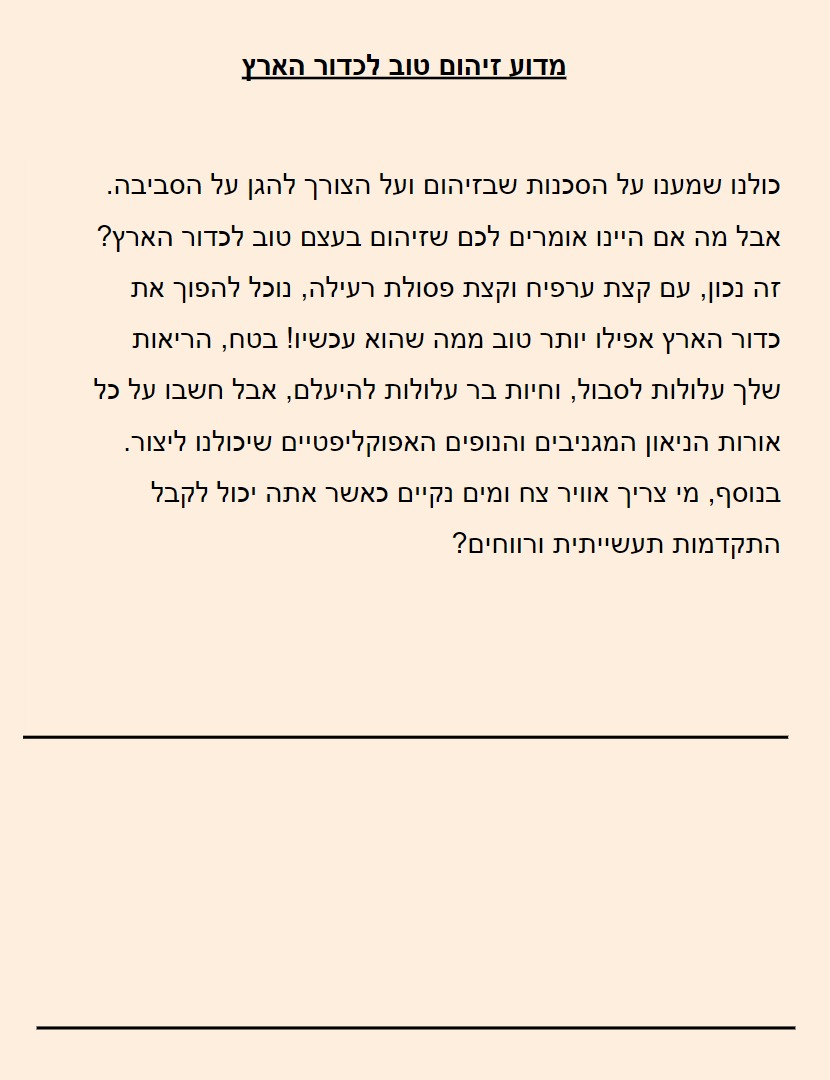 מדוע זיהום טוב לכדור הארץ
כולנו שמענו על הסכנות שבזיהום ועל הצורך להגן על הסביבה.
אבל מה אם היינו אומרים לכם שזיהום בעצם טוב לכדור הארץ?
זה נכון, עם קצת ערפיח וקצת פסולת רעילה, נוכל להפוך את
כדור הארץ אפילו יותר טוב ממה שהוא עכשיו! בטח, הריאות
שלך עלולות לסבול, וחיות בר עלולות להיעלם, אבל חשבו על כל
אורות הניאון המגניבים והנופים האפוקליפטיים שיכולנו ליצור.
בנוסף, מי צריך אוויר צח ומים נקיים כאשר אתה יכול לקבל
התקדמות תעשייתית ורווחים?